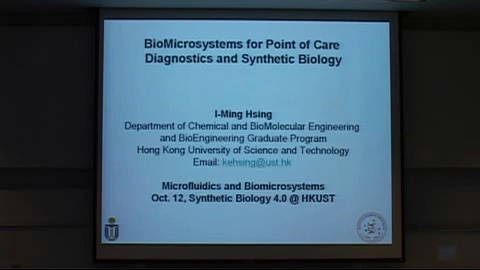 BioMicrosystems for Point of Care
Diagnostics and Synthetic Biology
I-Ming Hsing
Department of Chemical and BioMolecular Engineering
and BioEngineering Graduate Program
Hong Kong University of Science and Technology
Email: kehsing@ust.hk
Microfluidics and Biomicrosystems
Oct. 12, Synthetic Biology 4.0 @ HKUST